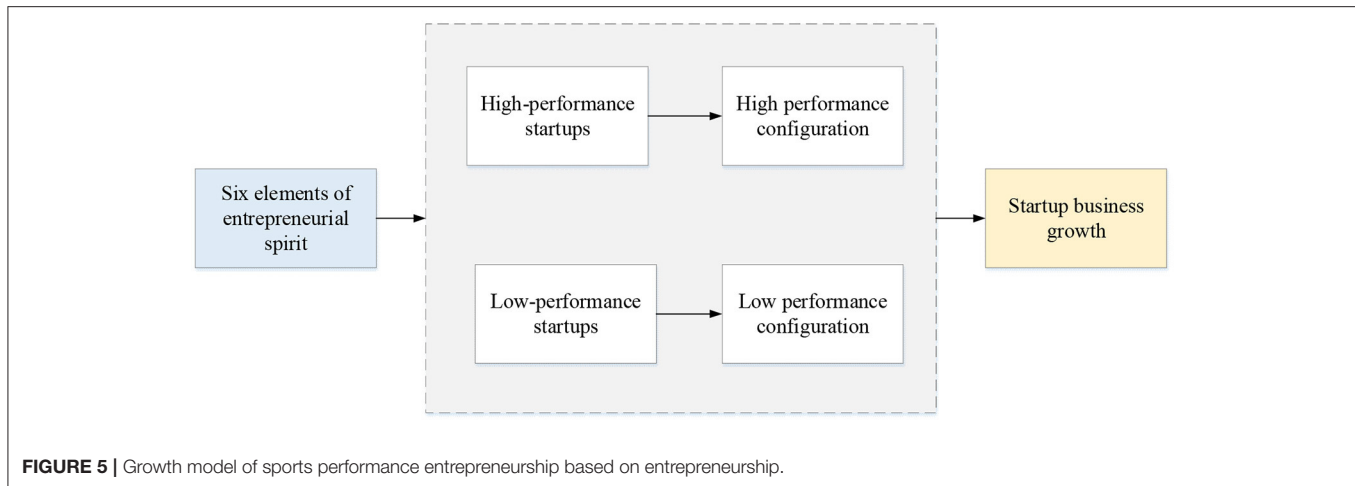 Six elements of
entrepreneurial
spirit
High-performance
startups
High performance
configuration
Low-performance
startups
Low performance
configuration
Startup business
growth
FIGURE 5 | Growth model of sports performance entrepreneurship based on entrepreneurship.